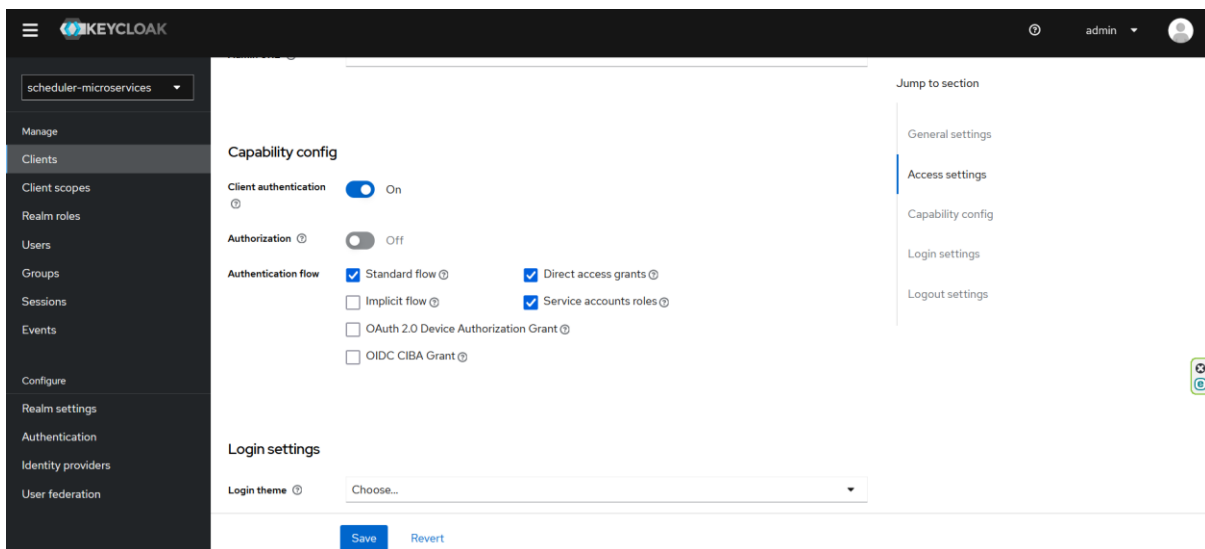 KEYCLOAK
admin
scheduler-microservices
Manage
Clients
Client scopes
Realm roles
Users
Groups
Sessions
Events
Configure
Realm settings
Authentication
Identity providers
User federation
Capability config
Client authentication
On
Authorization
Off
Authentication flow
Standard flow
Direct access grants
Implicit flow
Service accounts roles
OAuth 2.0 Device Authorization Grant
OIDC CIBA Grant
Login settings
Login theme
Choose...
Save
Revert
Jump to section
General settings
Access settings
Capability config
Login settings
Logout settings